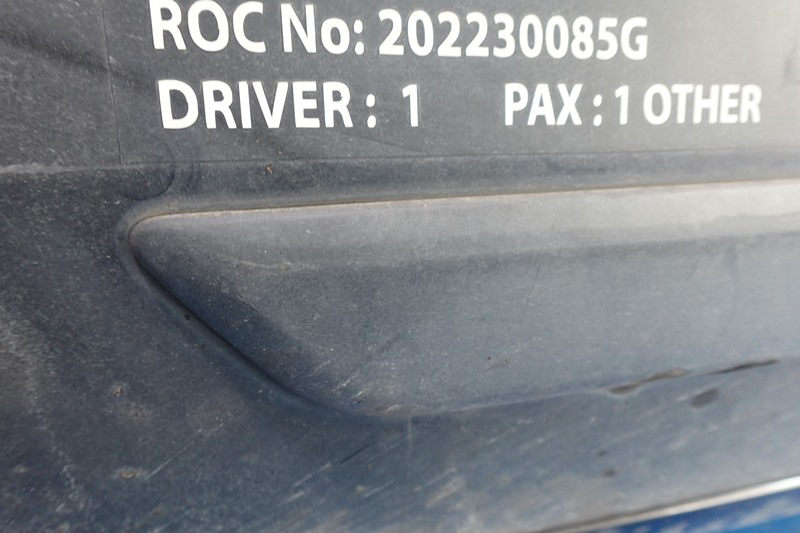 ROC No: 202230085G
DRIVER : 1 PAX : 1 OTHER